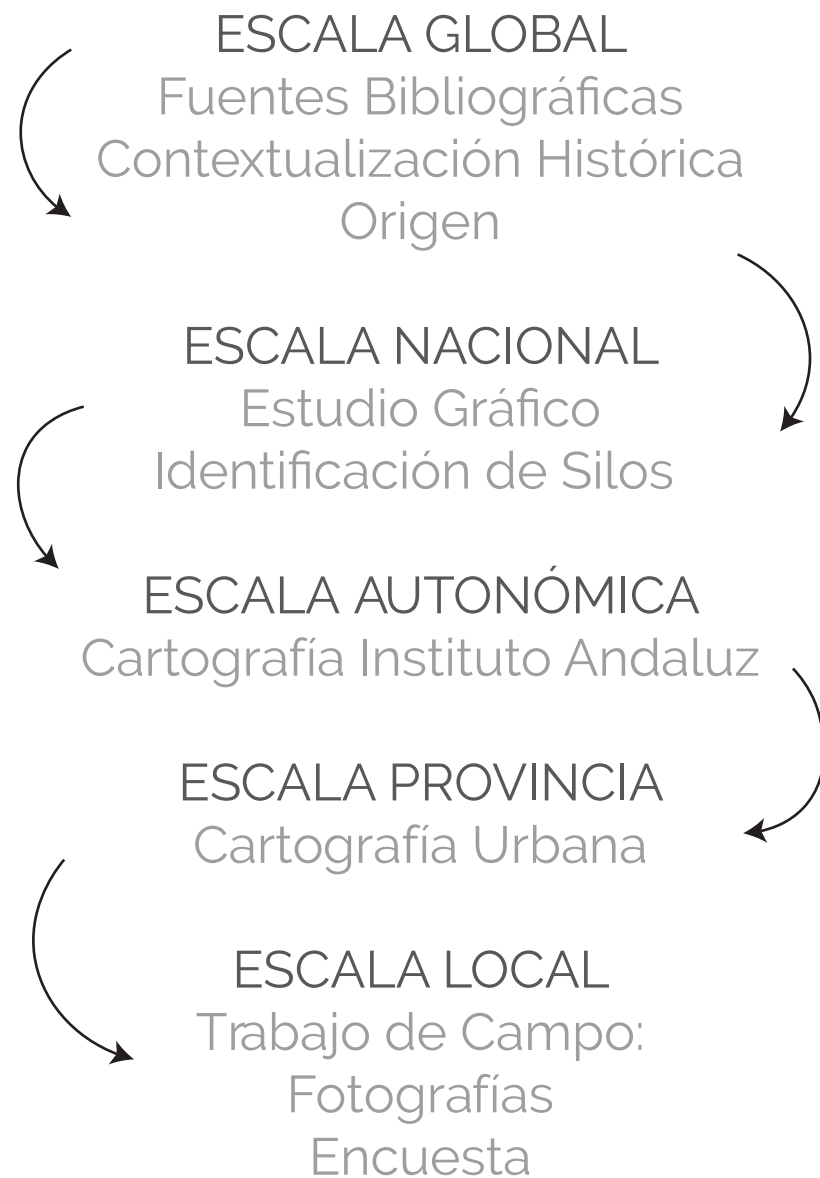 ESCALA GLOBAL
Fuentes Bibliográficas
Contextualización Histórica
Origen
ESCALA NACIONAL
Estudio Gráfico
Identificación de Silos
ESCALA AUTONÓMICA
Cartografía Instituto Andaluz
ESCALA PROVINCIA
Cartografía Urbana
ESCALA LOCAL
Trabajo de Campo:
Fotografías
Encuesta